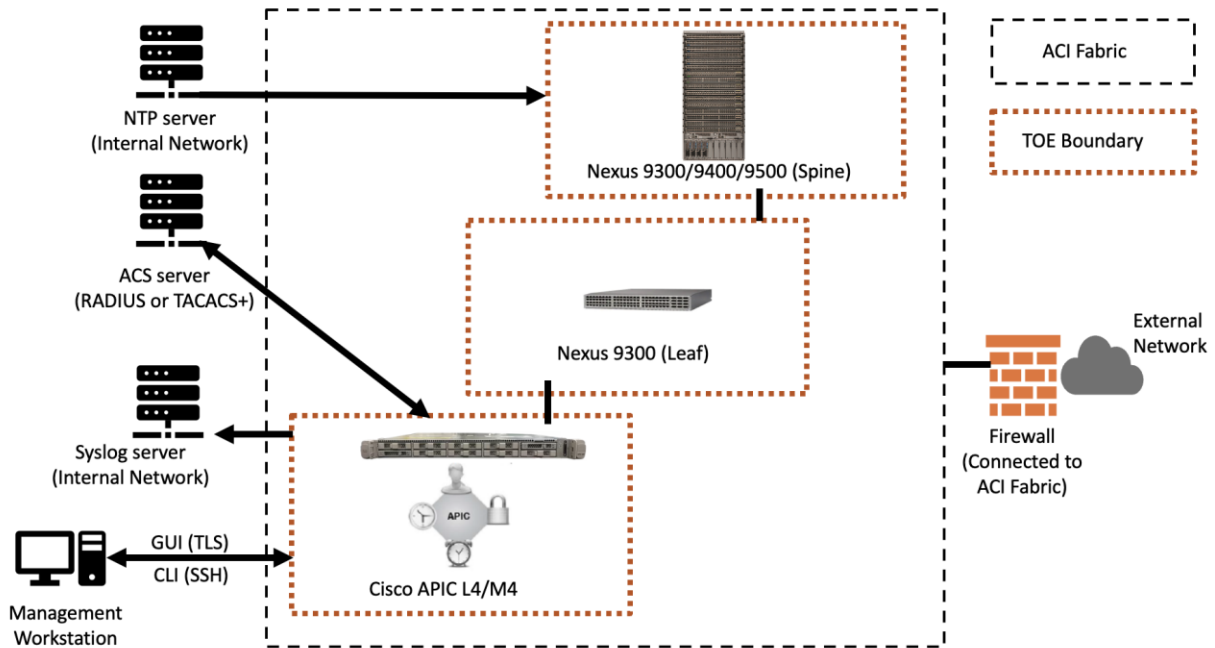 NTP server
(Internal Network)
ACS server
(RADIUS or TACACS+)
Syslog server
(Internal Network)
GUI (TLS)
CLI (SSH)
Management
Workstation
Nexus 9300/9400/9500 (Spine)
Nexus 9300 (Leaf)
APIC
Cisco APIC L4/M4
ACI Fabric
TOE Boundary
External
Network
Firewall
(Connected to
ACI Fabric)